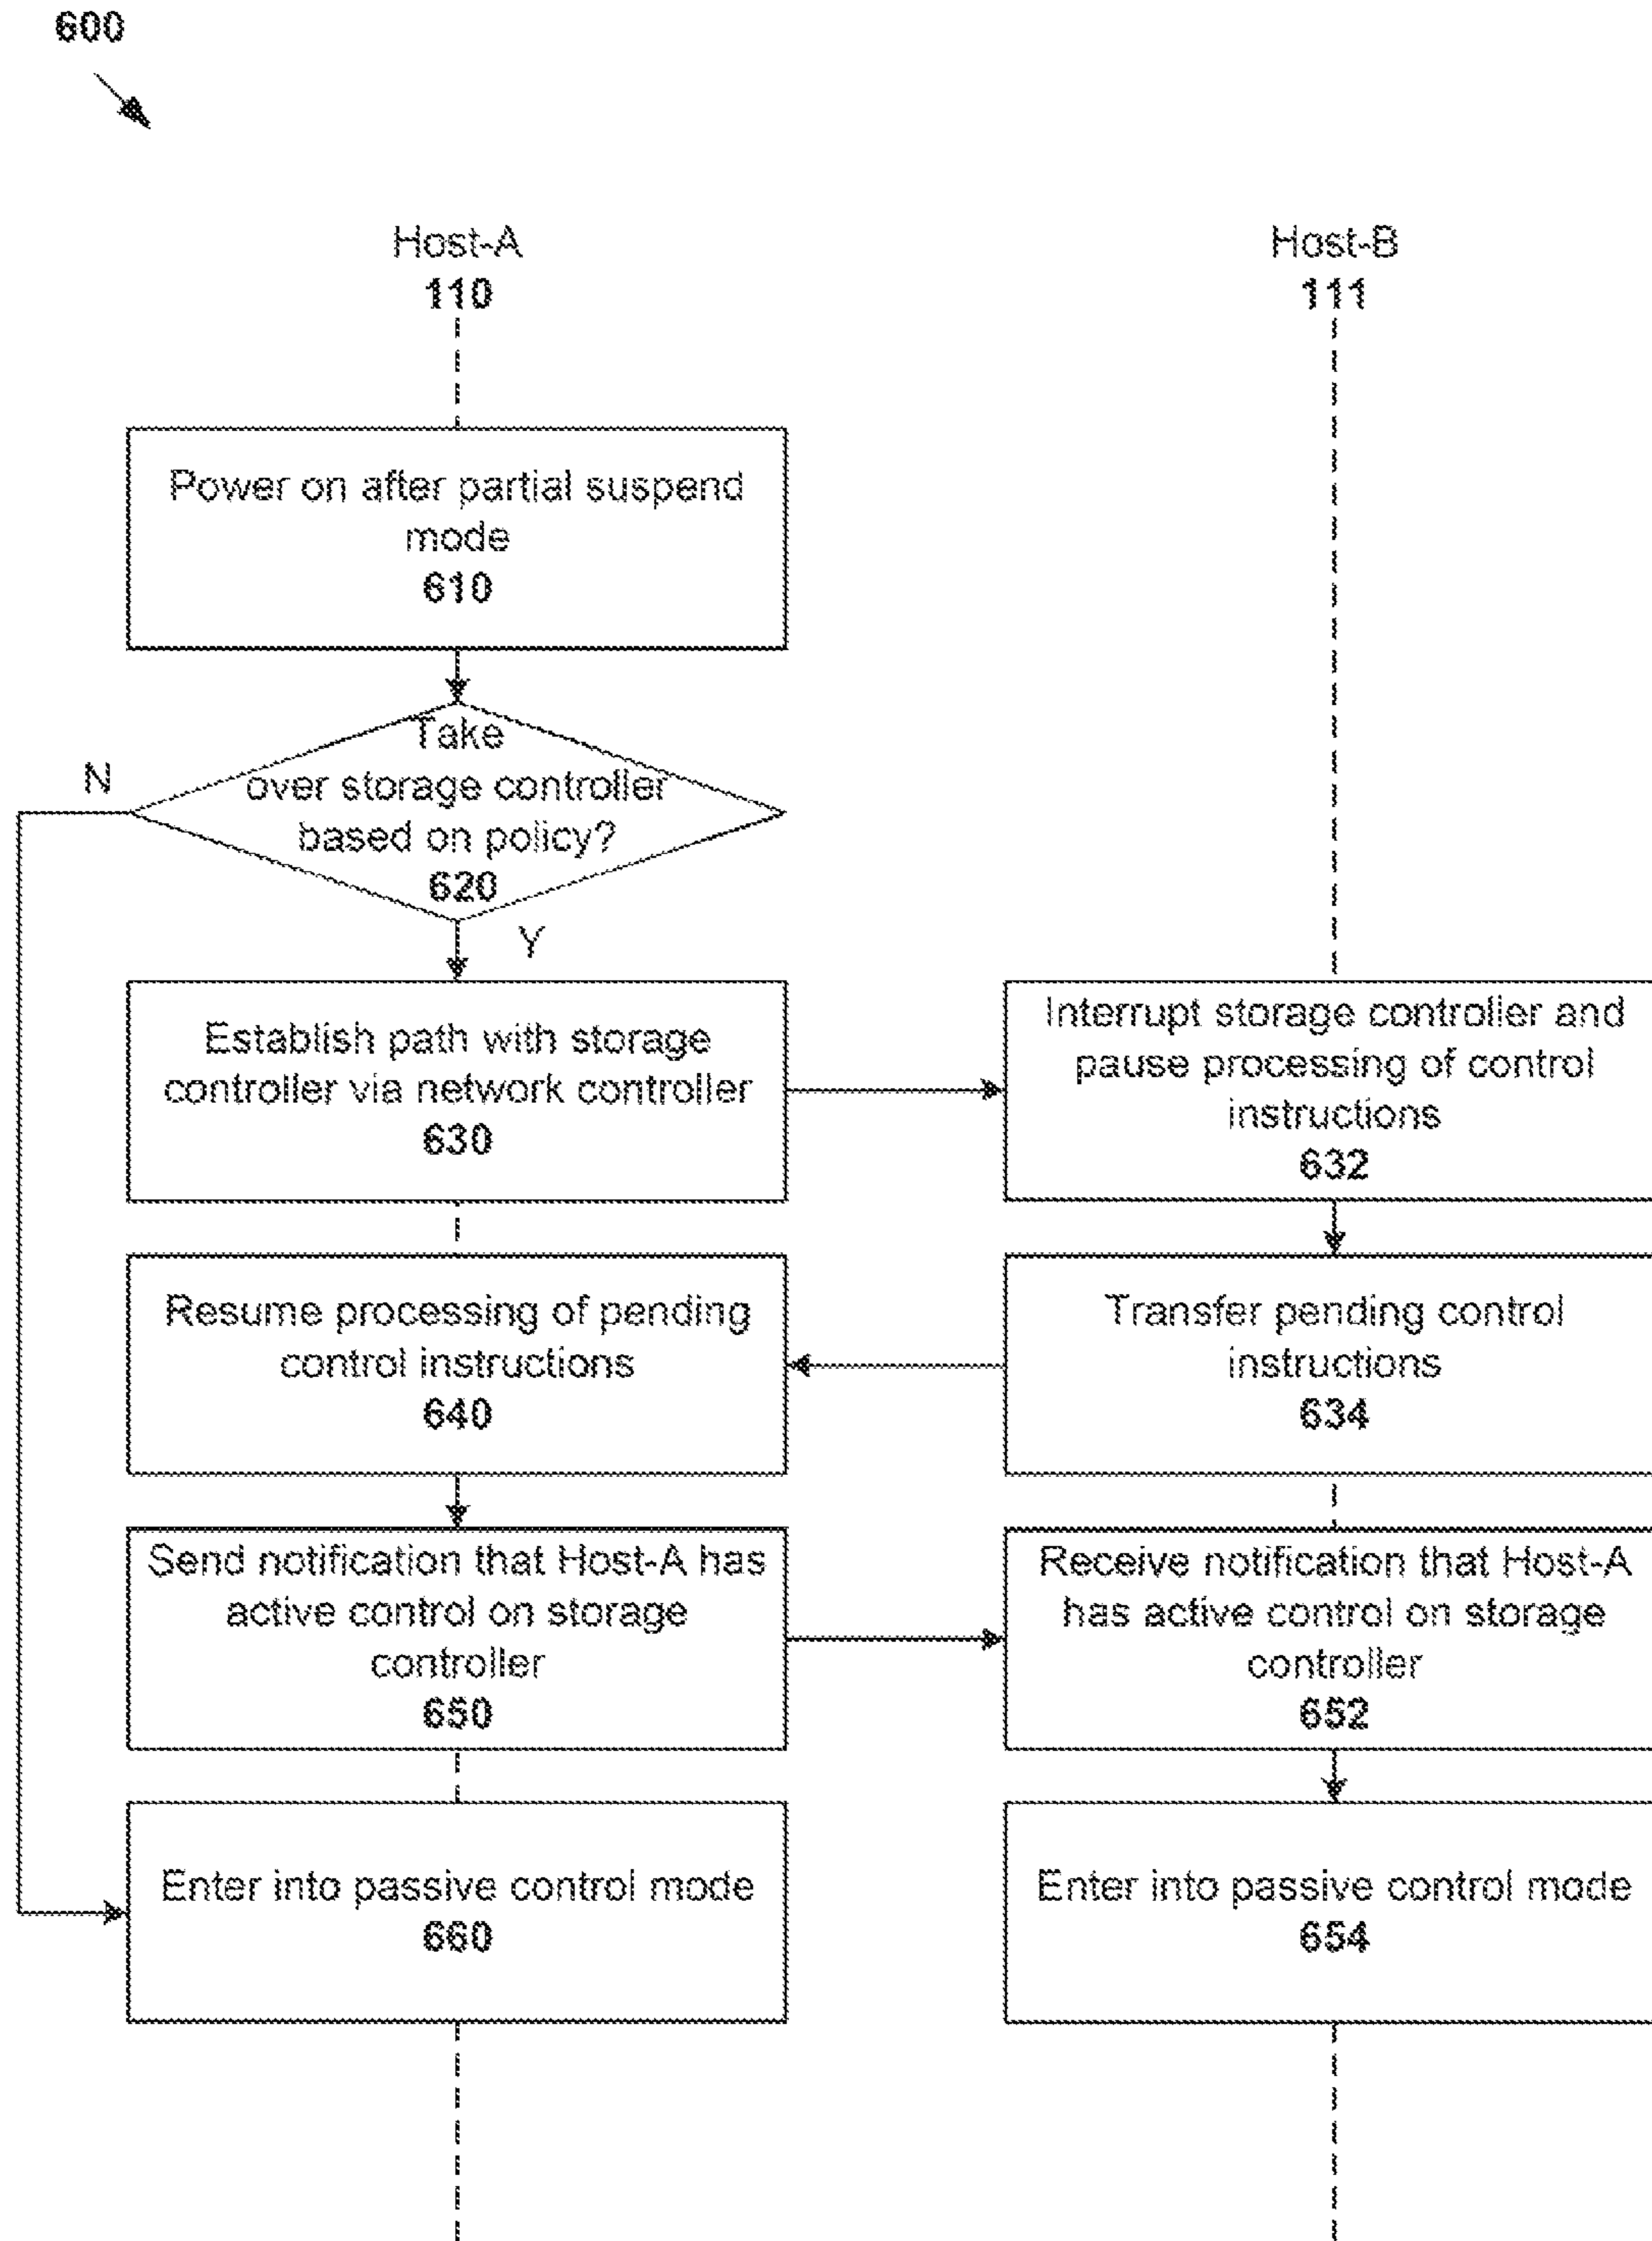 600
Host-A
110
Host-B
111
Power on after partial suspend
mode
610
Take
over storage controller
based on policy?
620
N
Y
Establish path with storage
controller via network controller
630
Interrupt storage controller and
pause processing of control
instructions
632
Resume processing of pending
control instructions
640
Transfer pending control
instructions
634
Send notification that Host-A has
active control on storage
controller
650
Receive notification that Host-A
has active control on storage
controller
652
Enter into passive control mode
660
Enter into passive control mode
654